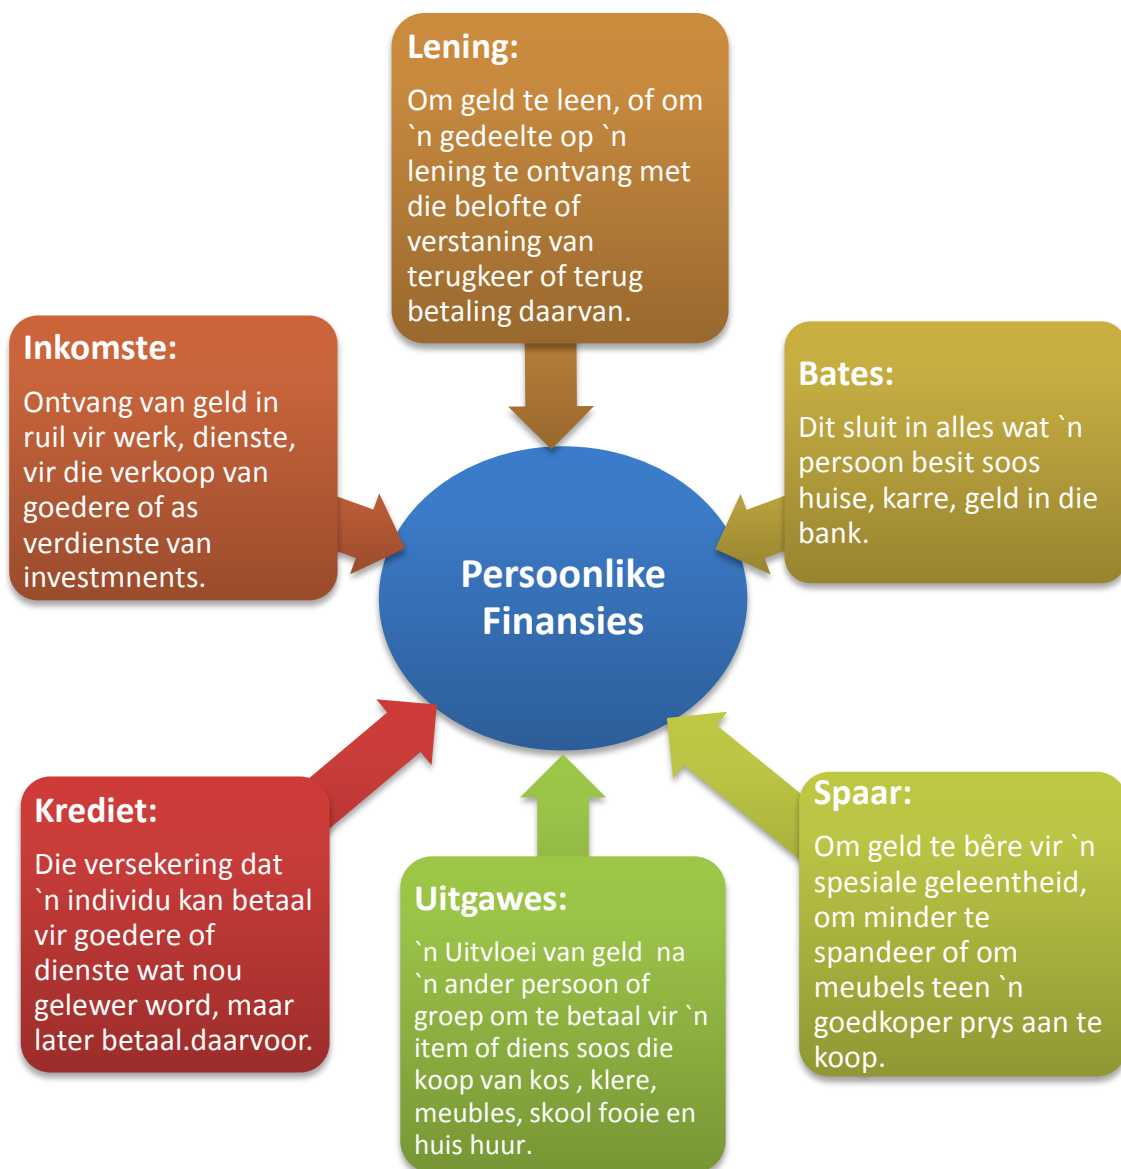 Lening:
Om geld te leen, of om
`n gedeelte op `n
lening te ontvang met
die belofte of
verstaning van
terugkeer of terug
betaling daarvan.
Inkomste:
Ontvang van geld in
ruil vir werk, dienste,
vir die verkoop van
goedere of as
verdienste van
investmnents.
Bates:
Dit sluit in alles wat `n
persoon besit soos
huise, karre, geld in die
bank.
Persoonlike
Finansies
Krediet:
Die versekering dat
`n individu kan betaal
vir goedere of
dienste wat nou
gelewer word, maar
later betaal.daarvoor.
Uitgawes:
`n Uitvloei van geld  na
`n ander persoon of
groep om te betaal vir `n
item of diens soos die
koop van kos , klere,
meubles, skool fooie en
huis huur.
Spaar:
Om geld te bêre vir `n
spesiale geleentheid,
om minder te
spandeer of om
meubels teen `n
goedkoper prys aan te
koop.